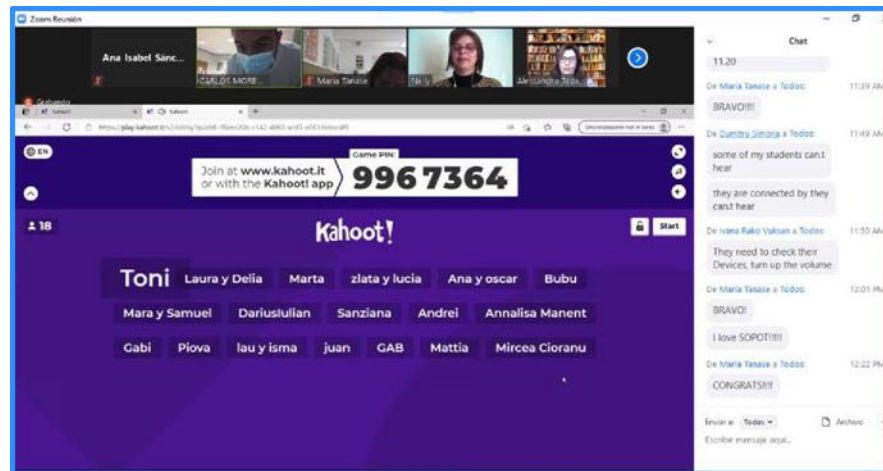 Zoom Reunión
Ana Isabel Sánc...
CARLOS MORE...
Maria Tanase
Nelly
Grabando
Kahoot!
EN
Join at www.kahoot.it
or with the Kahoot! app
Game PIN:
996 7364
18
Kahoot!
Start
Toni
Laura y Delia
Marta
zlata y lucia
Ana y oscar
Bubu
Mara y Samuel
DariusIulian
Sanziana
Andrei
Annalisa Manent
Gabi
Piova
lau y isma
juan
GAB
Mattia
Mircea Cioranu
Chat
11.20
De Maria Tanase a Todos: 11:39 AM
BRAVO!!!!
De Dumitru Simona a Todos: 11:49 AM
some of my students can.t
hear
they are connected by they
can.t hear
De Ivana Rako Vuksan a Todos: 11:50 AM
They need to check their
Devices, turn up the volume
De Maria Tanase a Todos: 12:01 PM
BRAVO!
I love SOPOT!!!!!
De Maria Tanase a Todos: 12:22 PM
CONGRATS!!!!
Enviar a: Todos
Archivo
Escribir mensaje aquí...